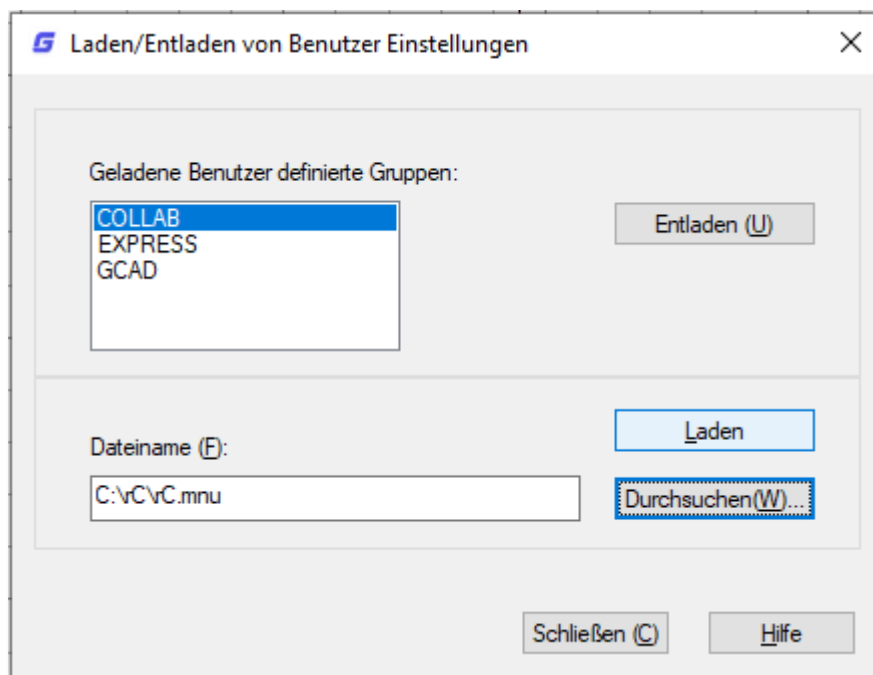 Laden/Entladen von Benutzer Einstellungen
Geladene Benutzer definierte Gruppen:
COLLAB
EXPRESS
GCAD
Entladen (U)
Laden
Dateiname (F):
C:\rC\rC.mnu
Durchsuchen(W)...
Schließen (C)
Hilfe